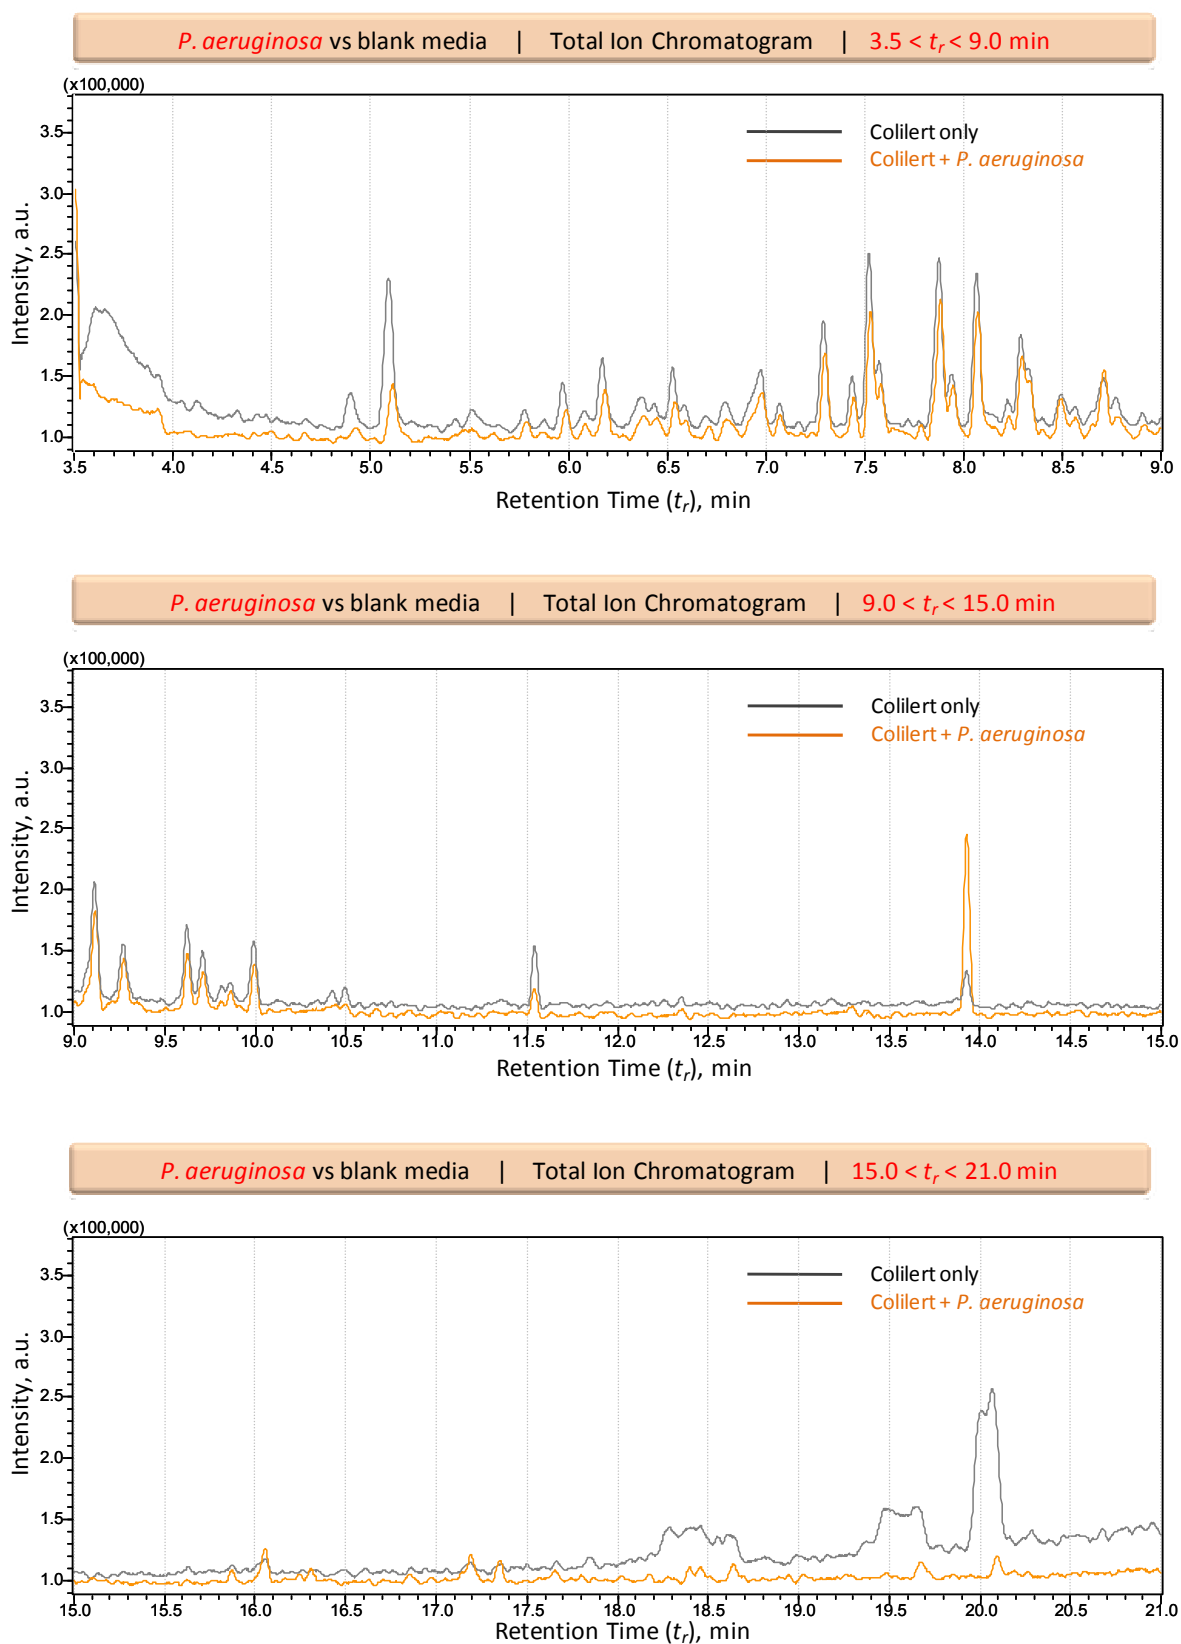 P. aeruginosa vs blank media | Total Ion Chromatogram | 3.5 < tr < 9.0 min
(x100,000)
Colilert only
Colilert + P. aeruginosa
Intensity, a.u.
3.5
3.0
2.5
2.0
1.5
1.0
3.5 4.0 4.5 5.0 5.5 6.0 6.5 7.0 7.5 8.0 8.5 9.0
Retention Time (tr), min
P. aeruginosa vs blank media | Total Ion Chromatogram | 9.0 < tr < 15.0 min
(x100,000)
Colilert only
Colilert + P. aeruginosa
Intensity, a.u.
3.5
3.0
2.5
2.0
1.5
1.0
9.0 9.5 10.0 10.5 11.0 11.5 12.0 12.5 13.0 13.5 14.0 14.5 15.0
Retention Time (tr), min
P. aeruginosa vs blank media | Total Ion Chromatogram | 15.0 < tr < 21.0 min
(x100,000)
Colilert only
Colilert + P. aeruginosa
Intensity, a.u.
3.5
3.0
2.5
2.0
1.5
1.0
15.0 15.5 16.0 16.5 17.0 17.5 18.0 18.5 19.0 19.5 20.0 20.5 21.0
Retention Time (tr), min